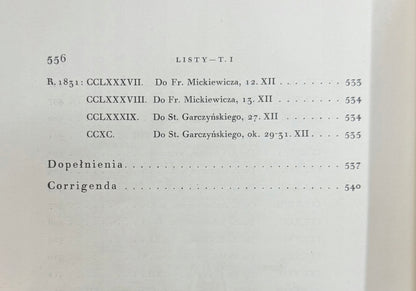 556 LISTY—T. I
R. 1831: CCLXXXVII. Do Fr. Mickiewicza, 12. XII . . . . . . . . . 533
CCLXXXVIII. Do Fr. Mickiewicza, 13. XII . . . . . . . . . 534
CCLXXXIX. Do St. Garczyńskiego, 27. XII . . . . . . . . 534
CCXC. Do St. Garczyńskiego, ok. 29-31. XII . . . . . 535
Dopełnienia . . . . . . . . . . . . . . . . . . . . . . . . . . . . 537
Corrigenda . . . . . . . . . . . . . . . . . . . . . . . . . . . . 540